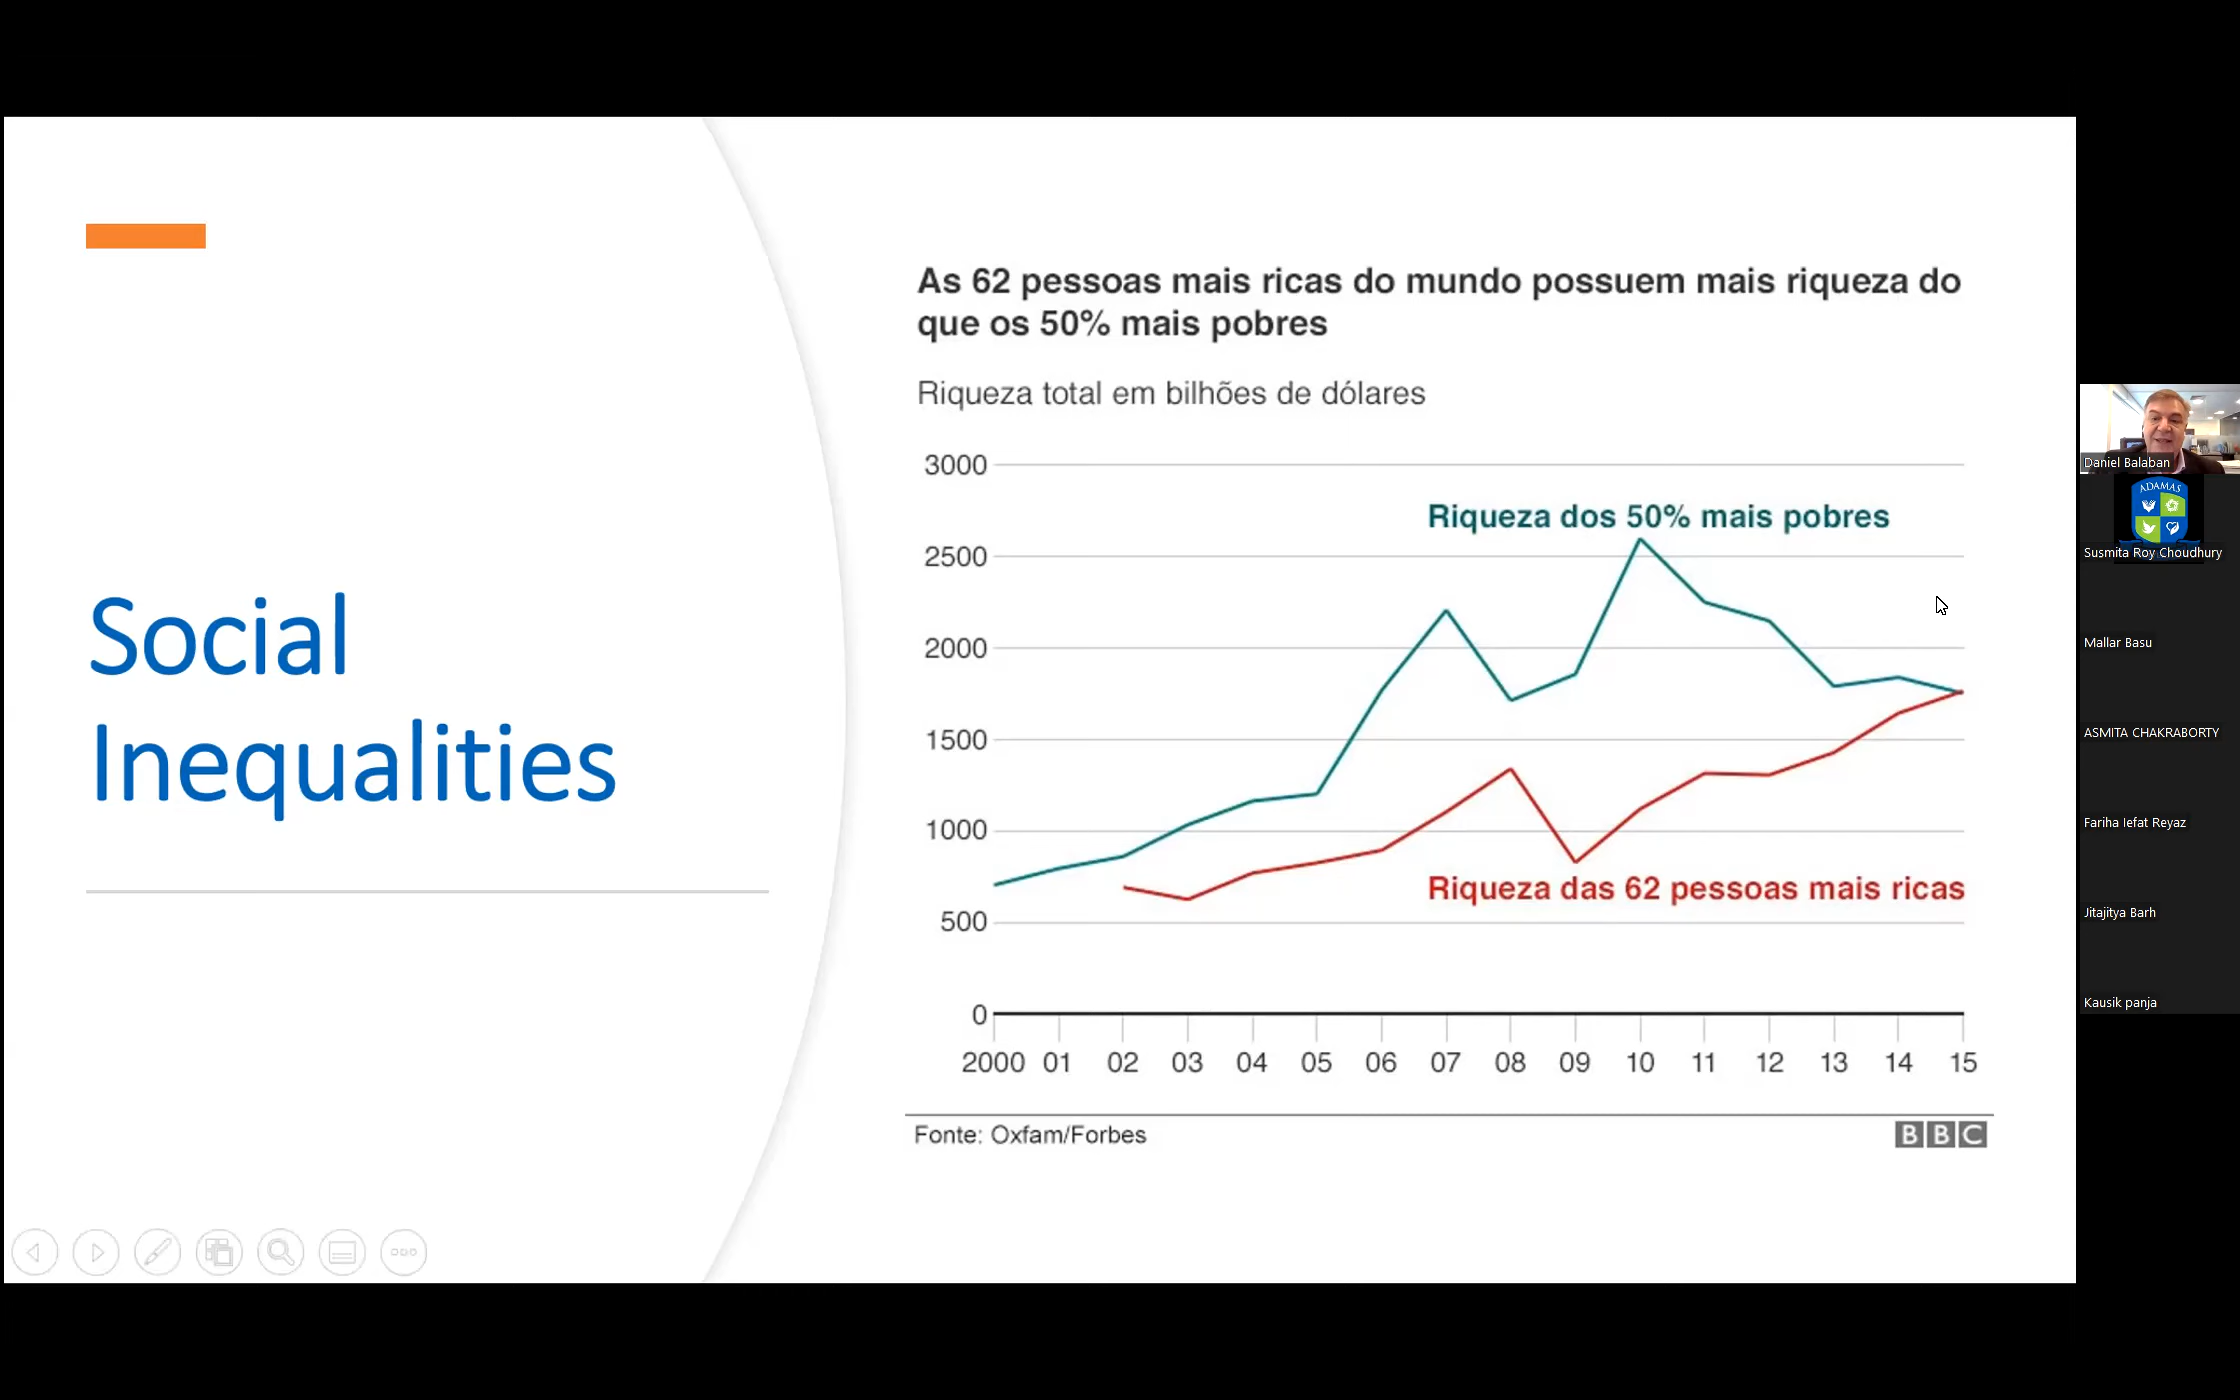 Social
Inequalities
As 62 pessoas mais ricas do mundo possuem mais riqueza do
que os 50% mais pobres
Riqueza total em bilhões de dólares
3000
2500
2000
1500
1000
500
0
Riqueza dos 50% mais pobres
Riqueza das 62 pessoas mais ricas
2000 01 02 03 04 05 06 07 08 09 10 11 12 13 14 15
Fonte: Oxfam/Forbes
BBC
Daniel Balaban
ADAMAS
Susmita Roy Choudhury
Mallar Basu
ASMITA CHAKRABORTY
Fariha Iefat Reyaz
Jitajitya Barh
Kausik panja